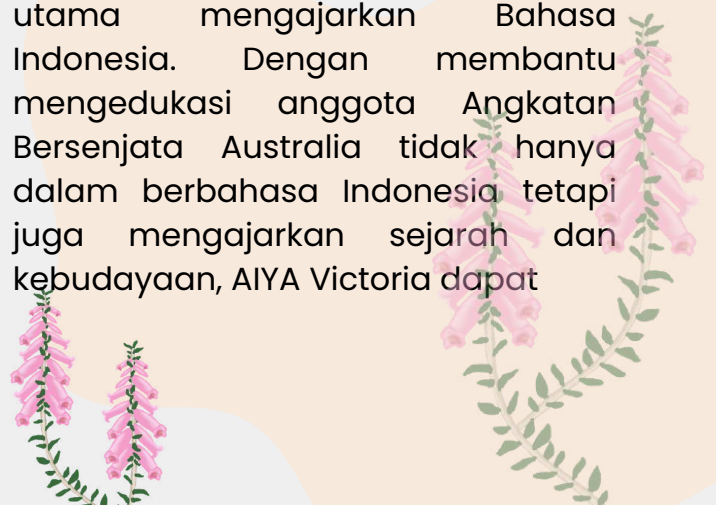 utama mengajarkan Bahasa
Indonesia. Dengan membantu
mengedukasi anggota Angkatan
Bersenjata Australia tidak hanya
dalam berbahasa Indonesia tetapi
juga mengajarkan sejarah dan
kebudayaan, AIYA Victoria dapat